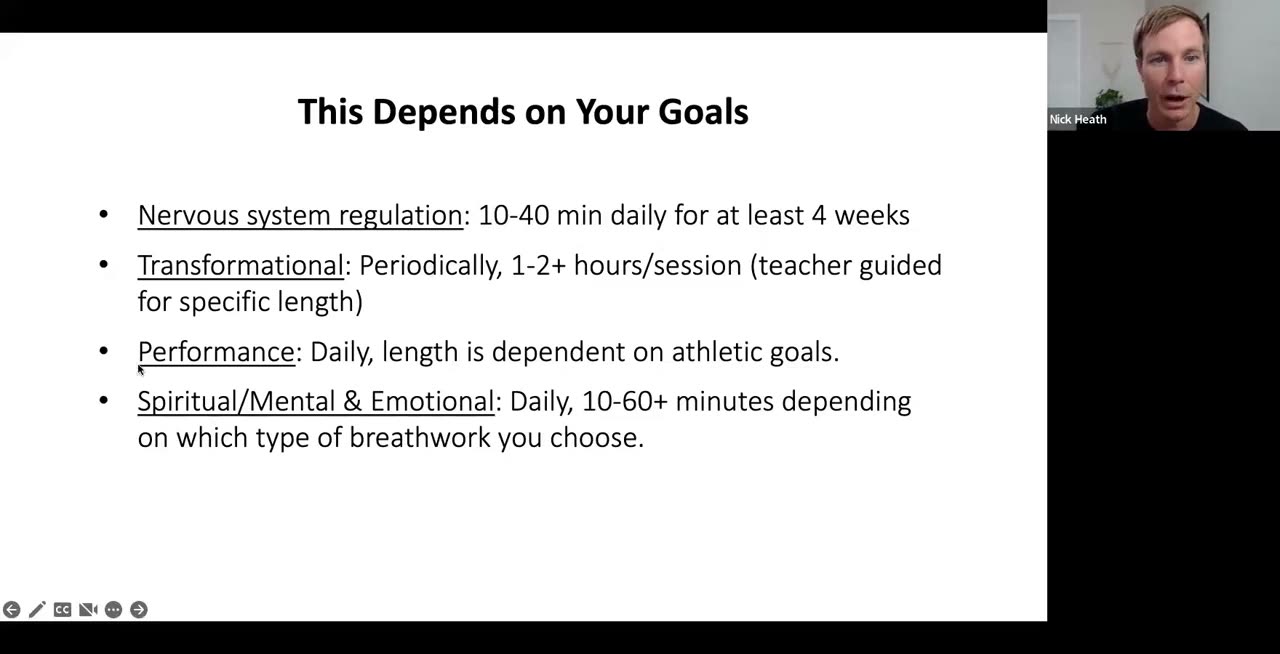 This Depends on Your Goals
Nick Heath
• Nervous system regulation: 10-40 min daily for at least 4 weeks
• Transformational: Periodically, 1-2+ hours/session (teacher guided
for specific length)
• Performance: Daily, length is dependent on athletic goals.
• Spiritual/Mental & Emotional: Daily, 10-60+ minutes depending
on which type of breathwork you choose.
CC